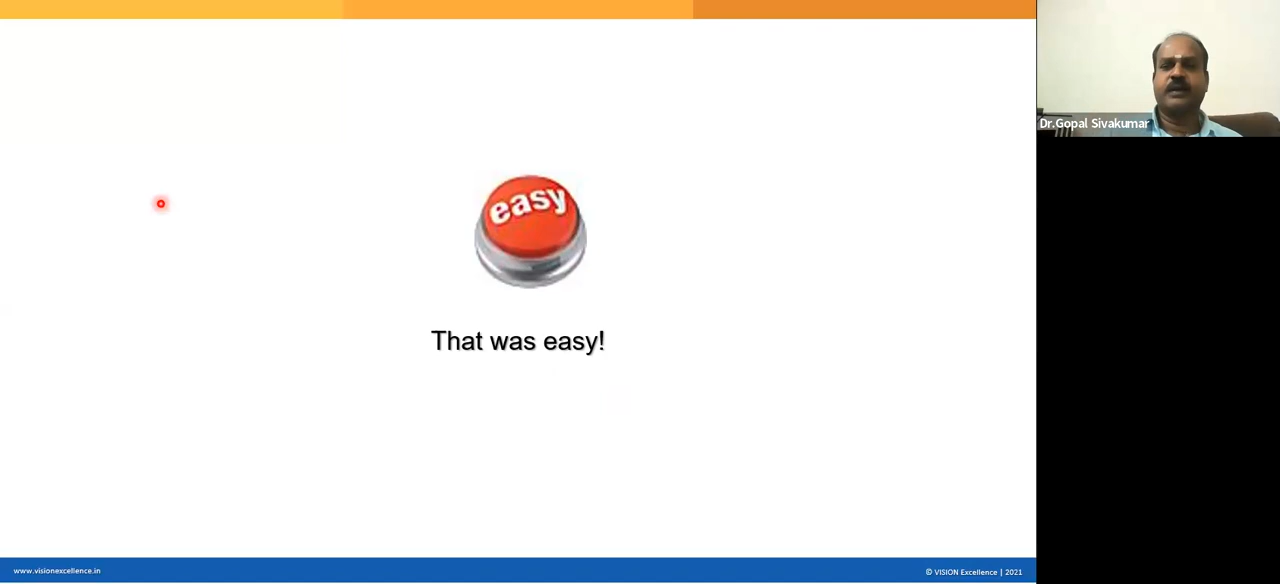 Dr.Gopal Sivakumar
easy
That was easy!
www.visionexcellence.in
© VISION Excellence | 2021